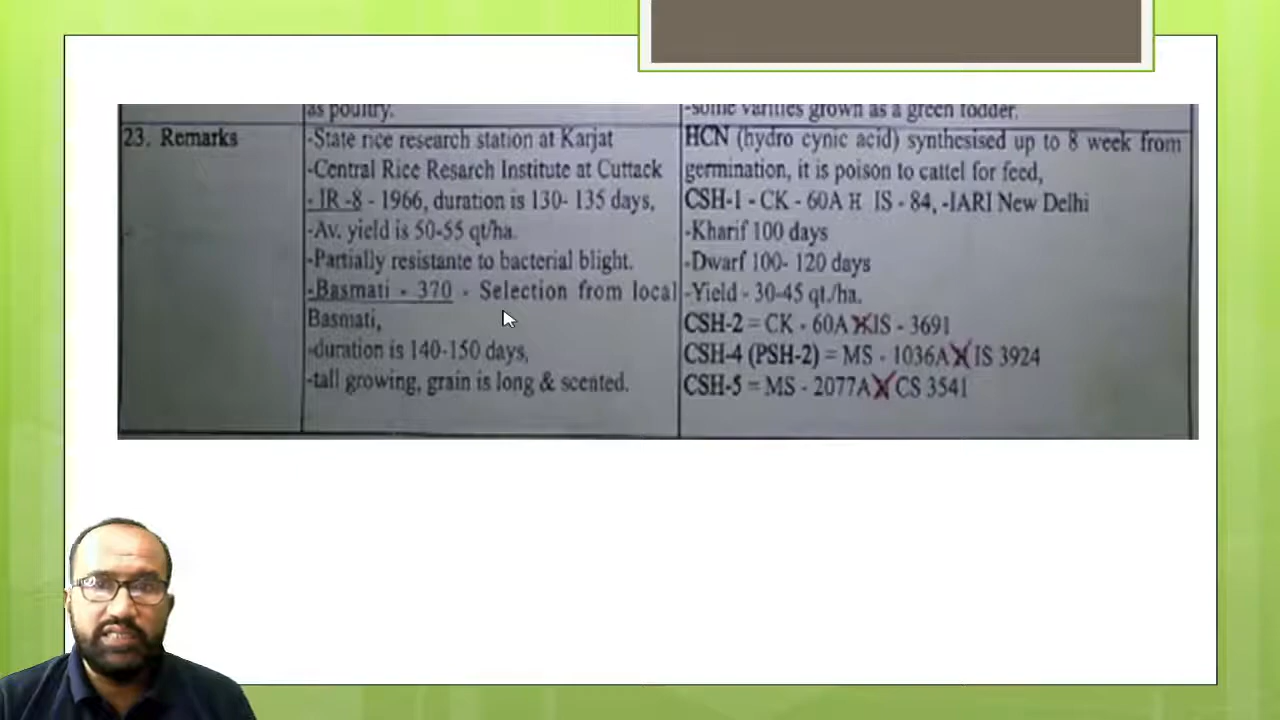 as poultry.
-some varities grown as a green fodder.
23. Remarks
-State rice research station at Karjat
-Central Rice Resarch Institute at Cuttack
- IR -8 - 1966, duration is 130- 135 days,
-Av. yield is 50-55 qt/ha.
-Partially resistante to bacterial blight.
-Basmati - 370 - Selection from local
Basmati,
-duration is 140-150 days,
-tall growing, grain is long & scented.
HCN (hydro cynic acid) synthesised up to 8 week from
germination, it is poison to cattel for feed,
CSH-1 - CK - 60A H IS - 84, -IARI New Delhi
-Kharif 100 days
-Dwarf 100- 120 days
-Yield - 30-45 qt./ha.
CSH-2 = CK - 60A X IS - 3691
CSH-4 (PSH-2) = MS - 1036A X IS 3924
CSH-5 = MS - 2077A X CS 3541